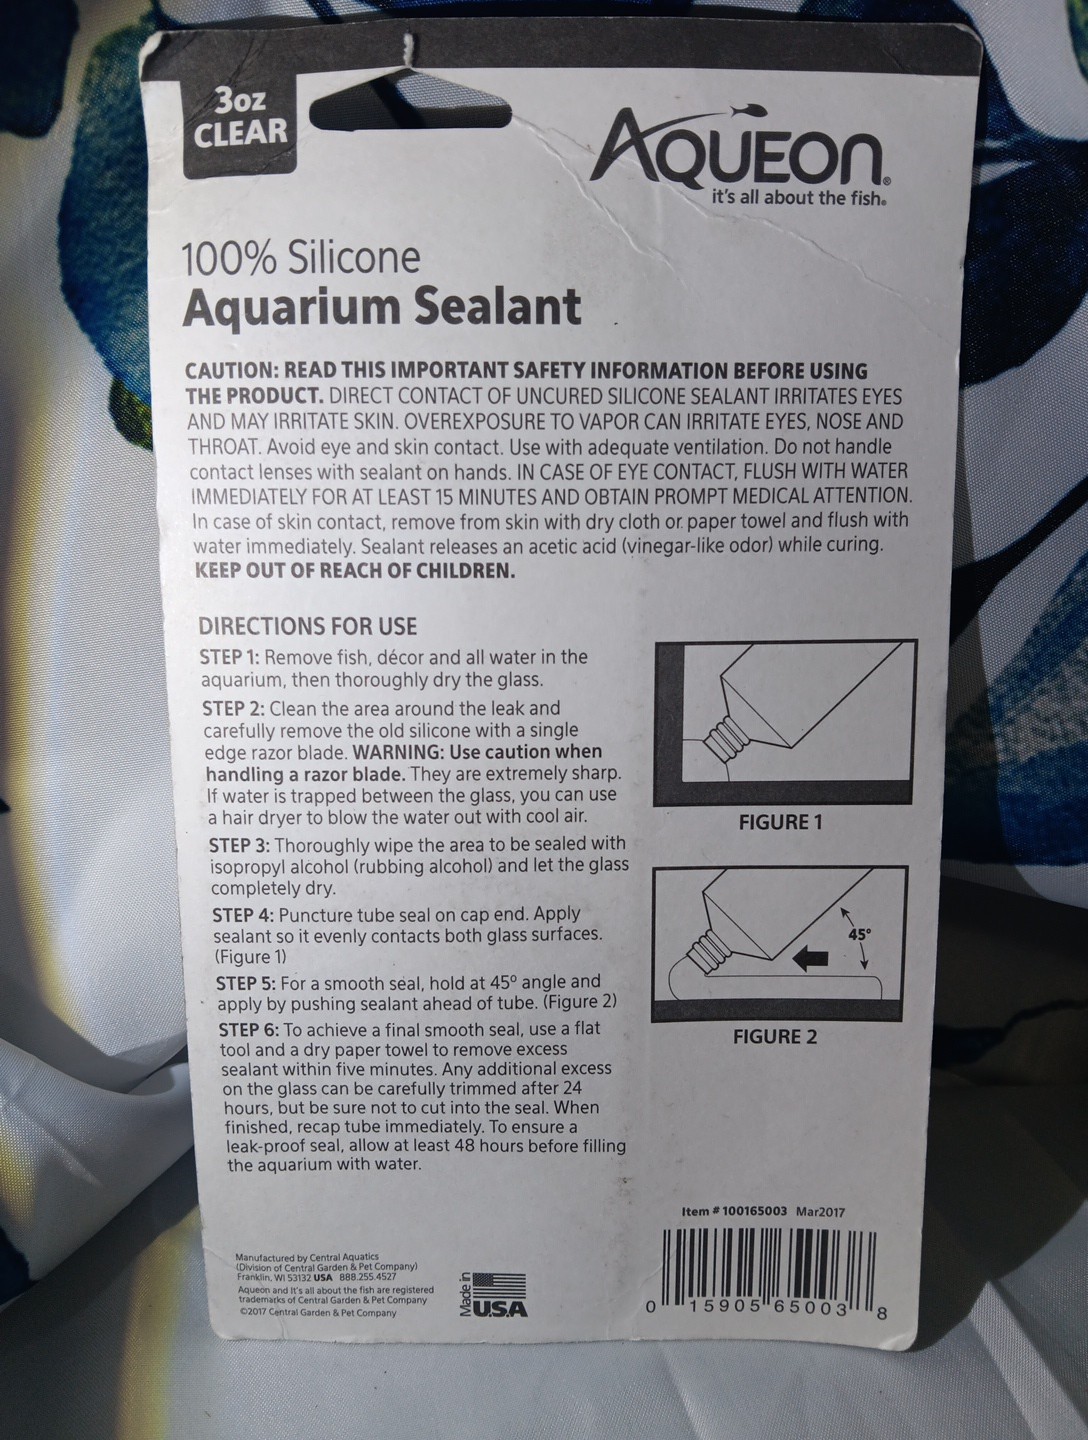 3oz
CLEAR
AQUEON®
it's all about the fish®
100% Silicone
Aquarium Sealant
CAUTION: READ THIS IMPORTANT SAFETY INFORMATION BEFORE USING
THE PRODUCT. DIRECT CONTACT OF UNCURED SILICONE SEALANT IRRITATES EYES
AND MAY IRRITATE SKIN. OVEREXPOSURE TO VAPOR CAN IRRITATE EYES, NOSE AND
THROAT. Avoid eye and skin contact. Use with adequate ventilation. Do not handle
contact lenses with sealant on hands. IN CASE OF EYE CONTACT, FLUSH WITH WATER
IMMEDIATELY FOR AT LEAST 15 MINUTES AND OBTAIN PROMPT MEDICAL ATTENTION.
In case of skin contact, remove from skin with dry cloth or paper towel and flush with
water immediately. Sealant releases an acetic acid (vinegar-like odor) while curing.
KEEP OUT OF REACH OF CHILDREN.
DIRECTIONS FOR USE
STEP 1: Remove fish, décor and all water in the
aquarium, then thoroughly dry the glass.
STEP 2: Clean the area around the leak and
carefully remove the old silicone with a single
edge razor blade. WARNING: Use caution when
handling a razor blade. They are extremely sharp.
If water is trapped between the glass, you can use
a hair dryer to blow the water out with cool air.
STEP 3: Thoroughly wipe the area to be sealed with
isopropyl alcohol (rubbing alcohol) and let the glass
completely dry.
STEP 4: Puncture tube seal on cap end. Apply
sealant so it evenly contacts both glass surfaces.
(Figure 1)
STEP 5: For a smooth seal, hold at 45º angle and
apply by pushing sealant ahead of tube. (Figure 2)
STEP 6: To achieve a final smooth seal, use a flat
tool and a dry paper towel to remove excess
sealant within five minutes. Any additional excess
on the glass can be carefully trimmed after 24
hours, but be sure not to cut into the seal. When
finished, recap tube immediately. To ensure a
leak-proof seal, allow at least 48 hours before filling
the aquarium with water.
FIGURE 1
45º
FIGURE 2
Manufactured by Central Aquatics
(Division of Central Garden & Pet Company)
Franklin, WI 53132 USA 888.255.4527
Aqueon and It's all about the fish are registered
trademarks of Central Garden & Pet Company
©2017 Central Garden & Pet Company
Made in
USA
Item # 100165003 Mar2017
0 15905 65003 8